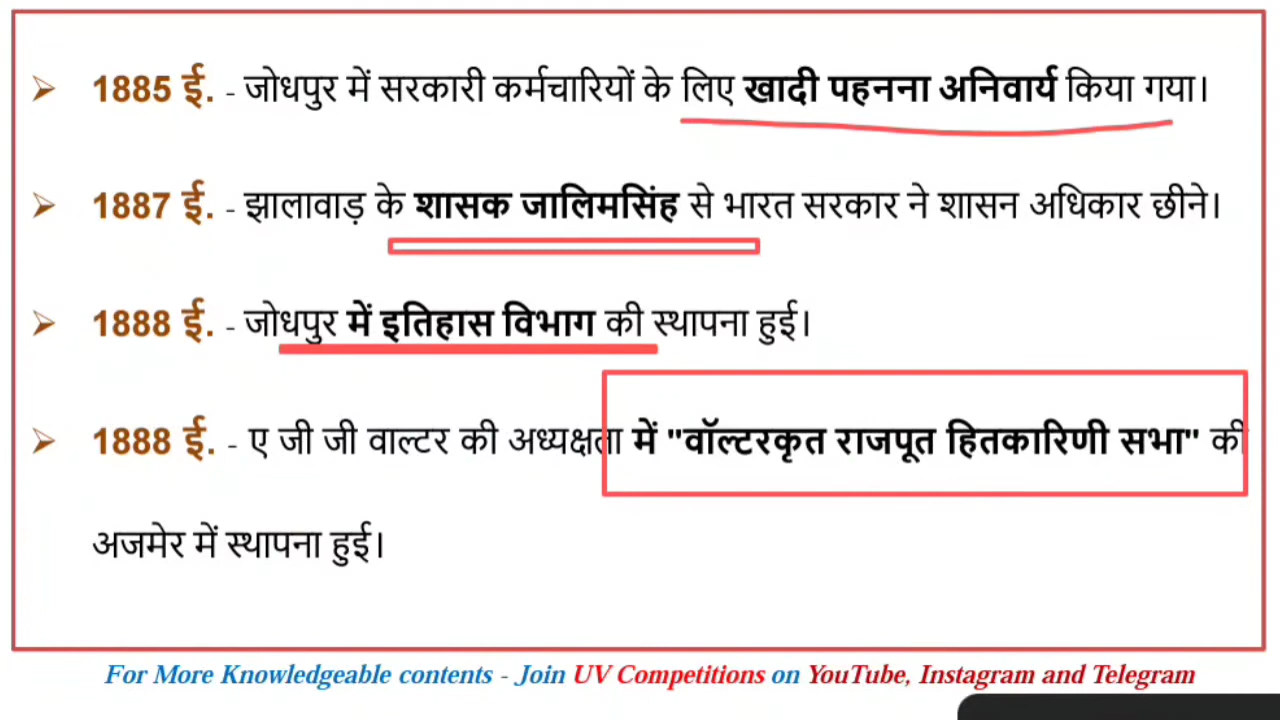 ➢ 1885 ई. - जोधपुर में सरकारी कर्मचारियों के लिए खादी पहनना अनिवार्य किया गया।
➢ 1887 ई. - झालावाड़ के शासक जालिमसिंह से भारत सरकार ने शासन अधिकार छीने।
➢ 1888 ई. - जोधपुर में इतिहास विभाग की स्थापना हुई।
➢ 1888 ई. - ए जी जी वाल्टर की अध्यक्षता में "वॉल्टरकृत राजपूत हितकारिणी सभा" की
अजमेर में स्थापना हुई।
For More Knowledgeable contents - Join UV Competitions on YouTube, Instagram and Telegram